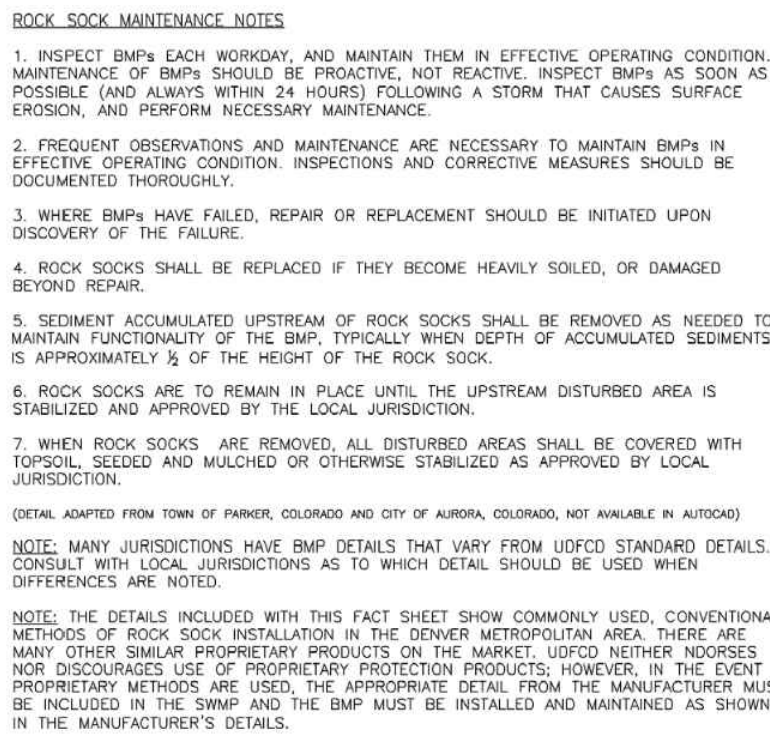 ROCK SOCK MAINTENANCE NOTES
1. INSPECT BMPs EACH WORKDAY, AND MAINTAIN THEM IN EFFECTIVE OPERATING CONDITION.
MAINTENANCE OF BMPs SHOULD BE PROACTIVE, NOT REACTIVE. INSPECT BMPs AS SOON AS
POSSIBLE (AND ALWAYS WITHIN 24 HOURS) FOLLOWING A STORM THAT CAUSES SURFACE
EROSION, AND PERFORM NECESSARY MAINTENANCE.
2. FREQUENT OBSERVATIONS AND MAINTENANCE ARE NECESSARY TO MAINTAIN BMPs IN
EFFECTIVE OPERATING CONDITION. INSPECTIONS AND CORRECTIVE MEASURES SHOULD BE
DOCUMENTED THOROUGHLY.
3. WHERE BMPs HAVE FAILED, REPAIR OR REPLACEMENT SHOULD BE INITIATED UPON
DISCOVERY OF THE FAILURE.
4. ROCK SOCKS SHALL BE REPLACED IF THEY BECOME HEAVILY SOILED, OR DAMAGED
BEYOND REPAIR.
5. SEDIMENT ACCUMULATED UPSTREAM OF ROCK SOCKS SHALL BE REMOVED AS NEEDED TO
MAINTAIN FUNCTIONALITY OF THE BMP, TYPICALLY WHEN DEPTH OF ACCUMULATED SEDIMENTS
IS APPROXIMATELY ½ OF THE HEIGHT OF THE ROCK SOCK.
6. ROCK SOCKS ARE TO REMAIN IN PLACE UNTIL THE UPSTREAM DISTURBED AREA IS
STABILIZED AND APPROVED BY THE LOCAL JURISDICTION.
7. WHEN ROCK SOCKS ARE REMOVED, ALL DISTURBED AREAS SHALL BE COVERED WITH
TOPSOIL, SEEDED AND MULCHED OR OTHERWISE STABILIZED AS APPROVED BY LOCAL
JURISDICTION.
(DETAIL ADAPTED FROM TOWN OF PARKER, COLORADO AND CITY OF AURORA, COLORADO, NOT AVAILABLE IN AUTOCAD)
NOTE: MANY JURISDICTIONS HAVE BMP DETAILS THAT VARY FROM UDFCD STANDARD DETAILS.
CONSULT WITH LOCAL JURISDICTIONS AS TO WHICH DETAIL SHOULD BE USED WHEN
DIFFERENCES ARE NOTED.
NOTE: THE DETAILS INCLUDED WITH THIS FACT SHEET SHOW COMMONLY USED, CONVENTIONA
METHODS OF ROCK SOCK INSTALLATION IN THE DENVER METROPOLITAN AREA. THERE ARE
MANY OTHER SIMILAR PROPRIETARY PRODUCTS ON THE MARKET. UDFCD NEITHER NDORSES
NOR DISCOURAGES USE OF PROPRIETARY PROTECTION PRODUCTS; HOWEVER, IN THE EVENT
PROPRIETARY METHODS ARE USED, THE APPROPRIATE DETAIL FROM THE MANUFACTURER MUS
BE INCLUDED IN THE SWMP AND THE BMP MUST BE INSTALLED AND MAINTAINED AS SHOWN
IN THE MANUFACTURER'S DETAILS.